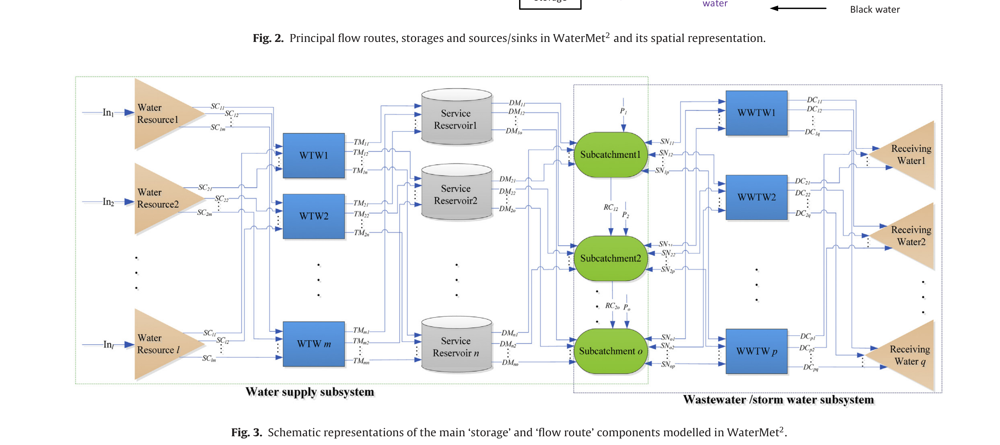 water
Black water
Fig. 2. Principal flow routes, storages and sources/sinks in WaterMet² and its spatial representation.
In₁
Water
Resource1
SC₁₁
SC₁₂
SC₁ₘ
In₂
Water
Resource2
SC₂₁
SC₂₂
SC₂ₘ
Inₗ
Water
Resource l
SCₗ₁
SCₗ₂
SCₗₘ
WTW1
TM₁₁
TM₁₂
TM₁ₙ
WTW2
TM₂₁
TM₂₂
TM₂ₙ
WTW m
TMₘ₁
TMₘ₂
TMₘₙ
Service
Reservoir1
DM₁₁
DM₁₂
DM₁ₒ
Service
Reservoir2
DM₂₁
DM₂₂
DM₂ₒ
Service
Reservoir n
DMₙ₁
DMₙ₂
DMₙₒ
P₁
Subcatchment1
SN₁₁
SN₁₂
SN₁ₚ
RC₁₂
P₂
Subcatchment2
SN₂₁
SN₂₂
SN₂ₚ
RC₂ₒ
Pₒ
Subcatchment o
SNₒ₁
SNₒ₂
SNₒₚ
WWTW1
DC₁₁
DC₁₂
DC₁q
WWTW2
DC₂₁
DC₂₂
DC₂q
WWTW p
DCₚ₁
DCₚ₂
DCₚq
Receiving
Water1
Receiving
Water2
Receiving
Water q
Water supply subsystem
Wastewater /storm water subsystem
Fig. 3. Schematic representations of the main ‘storage’ and ‘flow route’ components modelled in WaterMet².